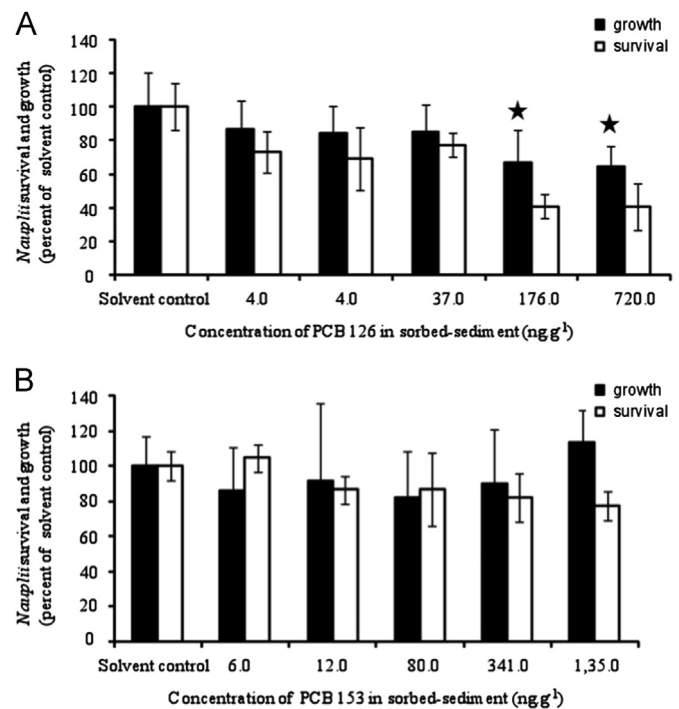 A
growth
survival
140
120
100
80
60
40
20
0
Nauplii survival and growth
(percent of solvent control)
Solvent control 4.0 4.0 37.0 176.0 720.0
Concentration of PCB 126 in sorbed-sediment (ng g¹)
B
growth
survival
140
120
100
80
60
40
20
0
Nauplii survival and growth
(percent of solvent control)
Solvent control 6.0 12.0 80.0 341.0 1,35.0
Concentration of PCB 153 in sorbed-sediment (ng g¹)